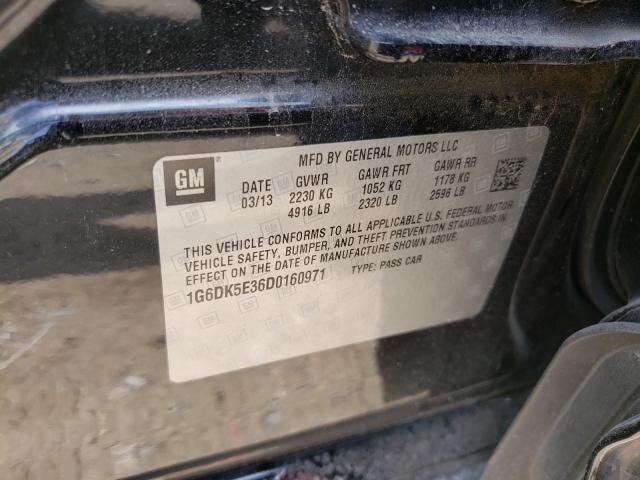 GM
MFD BY GENERAL MOTORS LLC
DATE GVWR GAWR FRT GAWR RR
03/13 2230 KG 1052 KG 1178 KG
4916 LB 2320 LB 2596 LB
THIS VEHICLE CONFORMS TO ALL APPLICABLE U.S. FEDERAL MOTOR
VEHICLE SAFETY, BUMPER, AND THEFT PREVENTION STANDARDS IN
EFFECT ON THE DATE OF MANUFACTURE SHOWN ABOVE.
1G6DK5E36D0160971 TYPE: PASS CAR